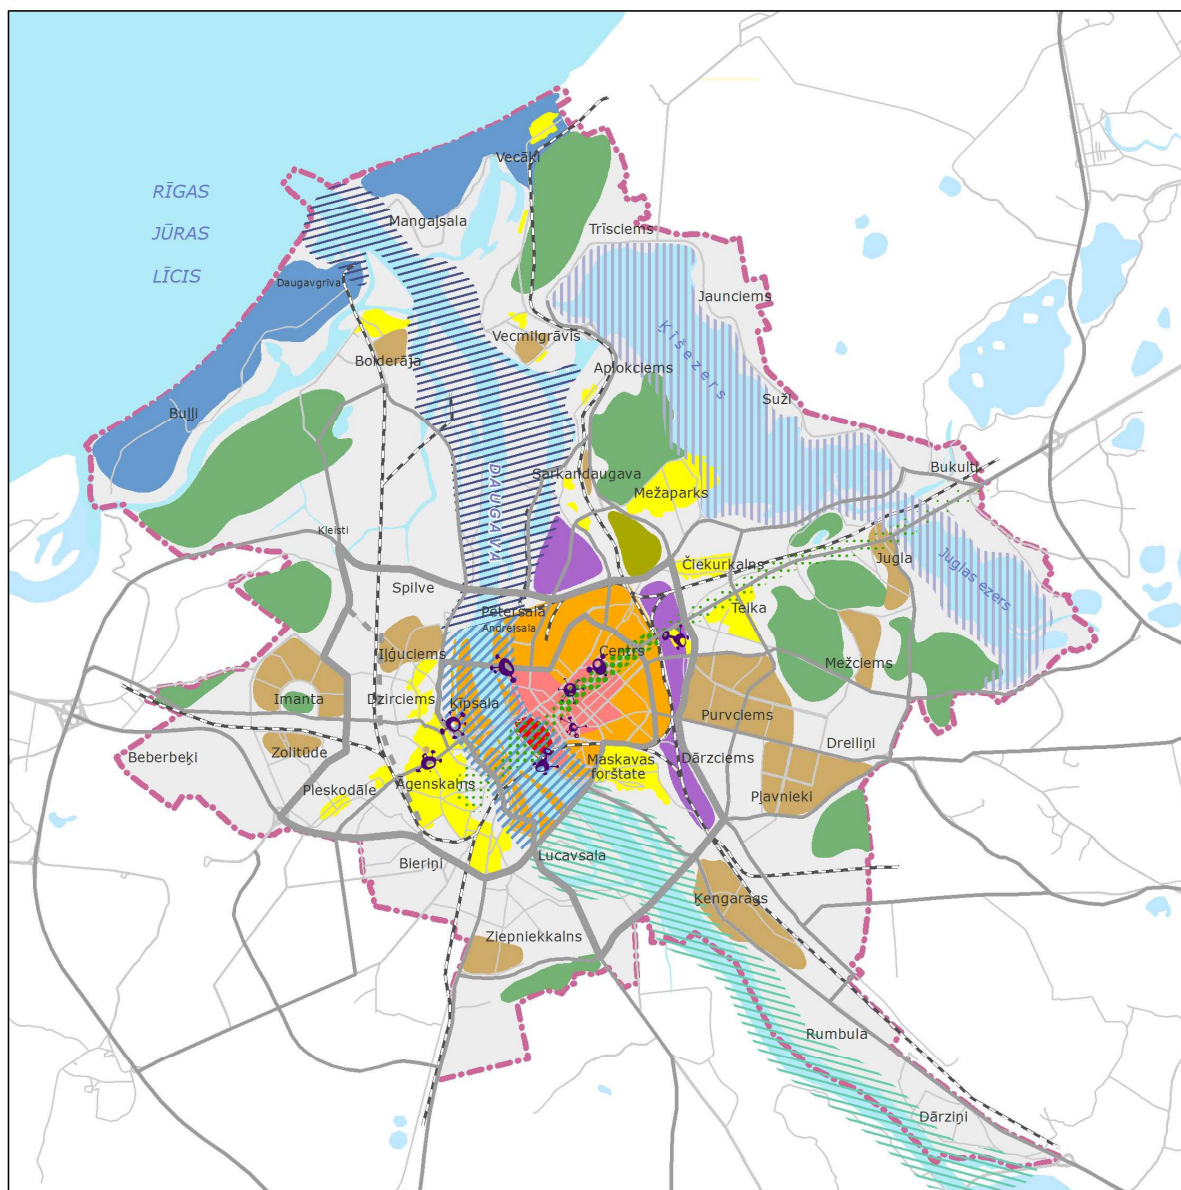 Vecāķi
RĪGAS
JŪRAS
LĪCIS
Mangaļsala
Trīsciems
Daugavgrīva
Jaunciems
Ķīšezers
Vecmīlgrāvis
Bolderāja
Aplokciems
Suži
Buļļi
DAUGAVA
Sarkandaugava
Mežaparks
Bukulti
Kleisti
Čiekurkalns
Jugla
Juglas ezers
Spilve
Pētersala
Andrejsala
Teika
Iļģuciems
Centrs
Mežciems
Imanta
Dzirciems
Ķīpsala
Purvciems
Dreiliņi
Beberbeķi
Zolitūde
Maskavas
forštate
Dārzciems
Pleskodāle
Āgenskalns
Pļavnieki
Bieriņi
Lucavsala
Ķengarags
Ziepniekkalns
Rumbula
Dārziņi